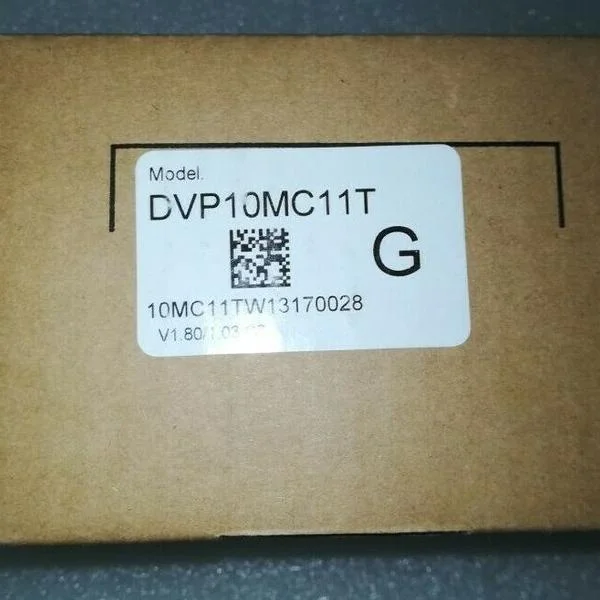 Model.
DVP10MC11T
G
10MC11TW13170028
V1.80/1.03